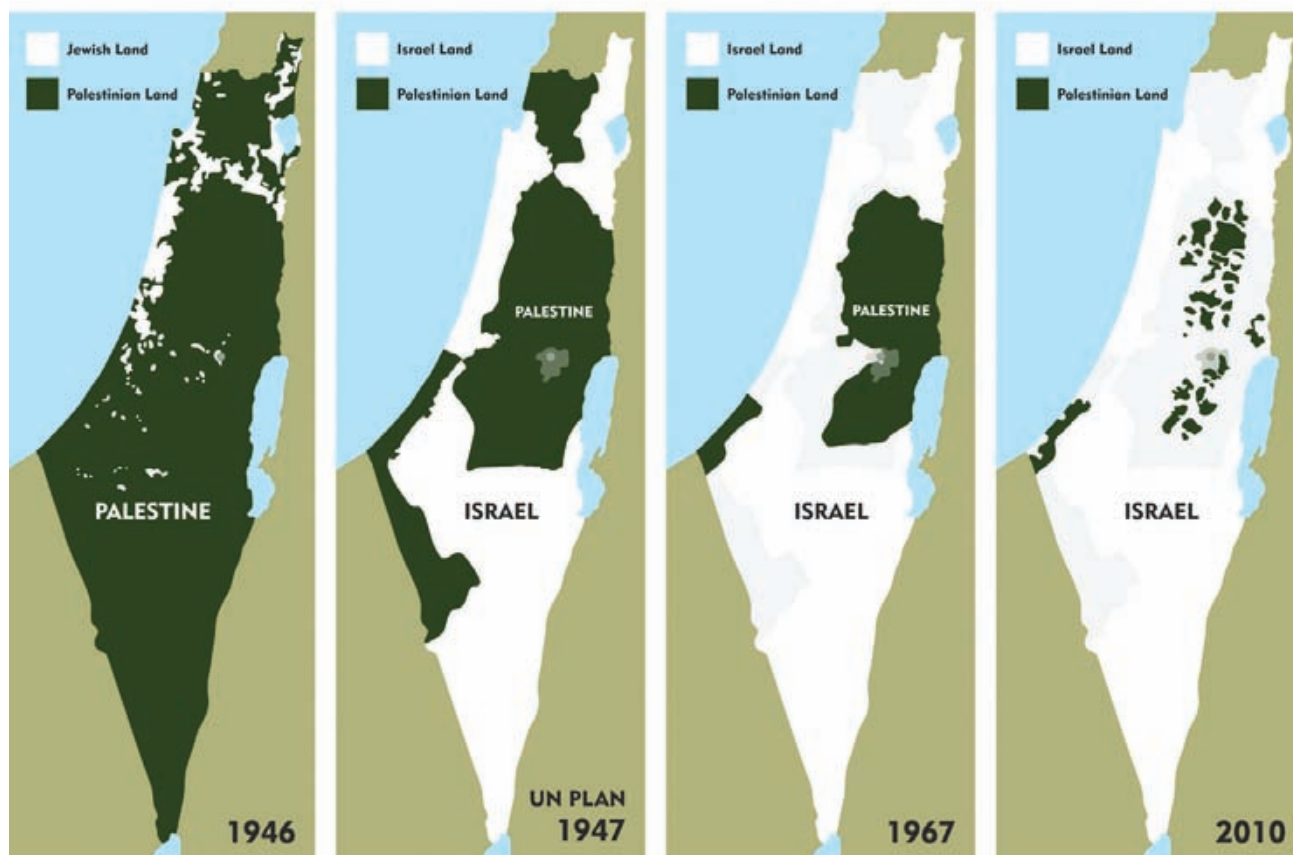 Jewish Land
Palestinian Land
PALESTINE
1946
Israel Land
Palestinian Land
PALESTINE
ISRAEL
UN PLAN
1947
Israel Land
Palestinian Land
PALESTINE
ISRAEL
1967
Israel Land
Palestinian Land
ISRAEL
2010